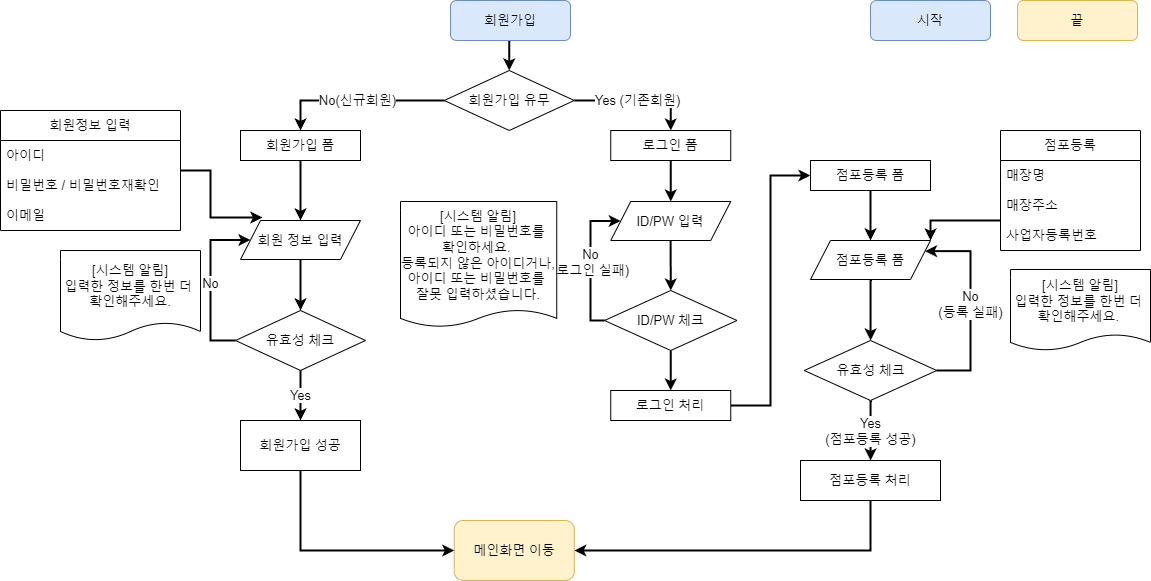 회원가입
시작
끝
회원가입 유무
No(신규회원)
Yes (기존회원)
회원정보 입력
아이디
비밀번호 / 비밀번호재확인
이메일
회원가입 폼
로그인 폼
점포등록 폼
점포등록
매장명
매장주소
사업자등록번호
회원 정보 입력
[시스템 알림]
입력한 정보를 한번 더
확인해주세요.
No
유효성 체크
Yes
회원가입 성공
[시스템 알림]
아이디 또는 비밀번호를
확인하세요.
등록되지 않은 아이디거나,
아이디 또는 비밀번호를
잘못 입력하셨습니다.
ID/PW 입력
No
로그인 실패)
ID/PW 체크
로그인 처리
점포등록 폼
No
(등록 실패)
[시스템 알림]
입력한 정보를 한번 더
확인해주세요.
유효성 체크
Yes
(점포등록 성공)
점포등록 처리
메인화면 이동